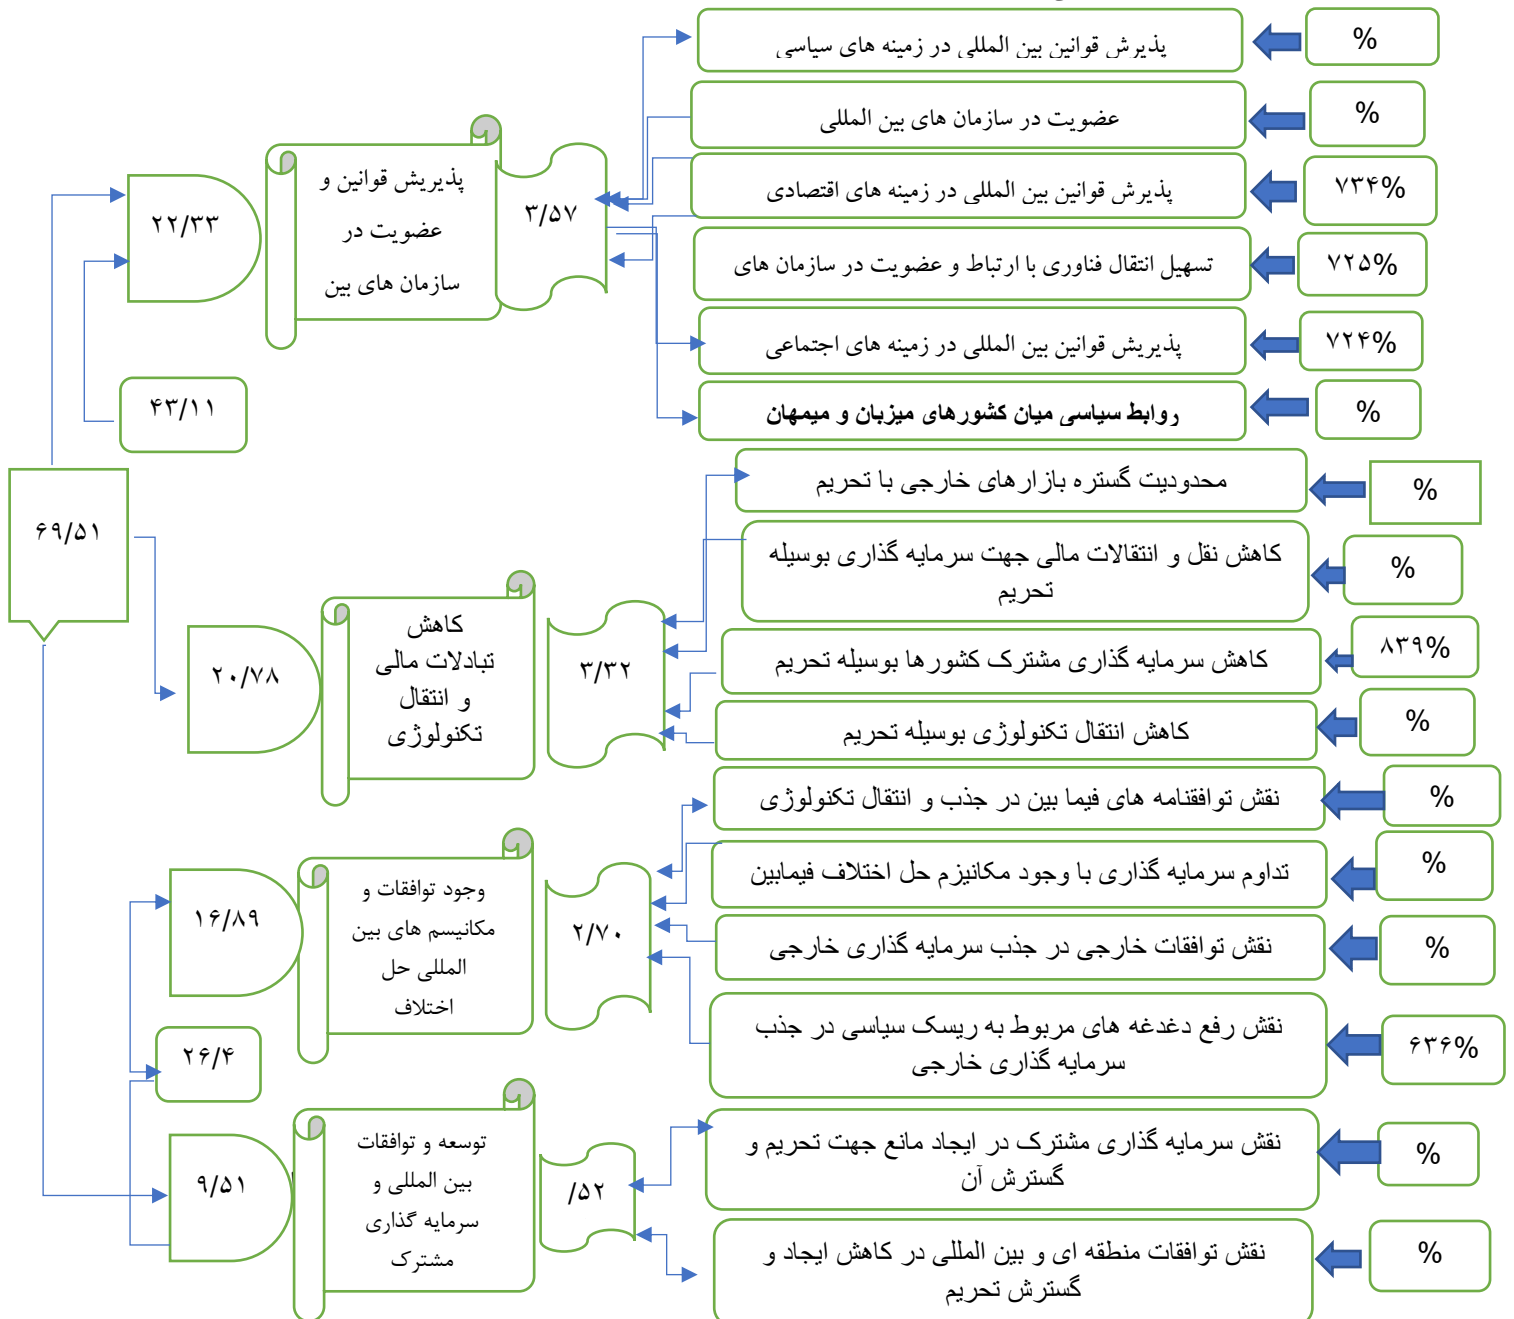 پذیرش قوانین بین المللی در زمینه های سیاسی
%
عضویت در سازمان های بین المللی
%
پذیرش قوانین بین المللی در زمینه های اقتصادی
۷۳۴%
تسهیل انتقال فناوری با ارتباط و عضویت در سازمان های
۷۲۵%
پذیریش قوانین بین المللی در زمینه های اجتماعی
۷۲۴%
روابط سیاسی میان کشورهای میزبان و میمهان
%
۳/۵۷
پذیریش قوانین و
عضویت در
سازمان های بین
۲۲/۳۳
۴۳/۱۱
۶۹/۵۱
محدودیت گستره بازارهای خارجی با تحریم
%
کاهش نقل و انتقالات مالی جهت سرمایه گذاری بوسیله
تحریم
%
کاهش سرمایه گذاری مشترک کشورها بوسیله تحریم
۸۳۹%
کاهش انتقال تکنولوژی بوسیله تحریم
%
۳/۳۲
کاهش
تبادلات مالی
و انتقال
تکنولوژی
۲۰/۷۸
نقش توافقنامه های فیما بین در جذب و انتقال تکنولوژی
%
تداوم سرمایه گذاری با وجود مکانیزم حل اختلاف فیمابین
%
نقش توافقات خارجی در جذب سرمایه گذاری خارجی
%
نقش رفع دغدغه های مربوط به ریسک سیاسی در جذب
سرمایه گذاری خارجی
۶۳۶%
۲/۷۰
وجود توافقات و
مکانیسم های بین
المللی حل
اختلاف
۱۶/۸۹
۲۶/۴
نقش سرمایه گذاری مشترک در ایجاد مانع جهت تحریم و
گسترش آن
%
نقش توافقات منطقه ای و بین المللی در کاهش ایجاد و
گسترش تحریم
%
/۵۲
توسعه و توافقات
بین المللی و
سرمایه گذاری
مشترک
۹/۵۱